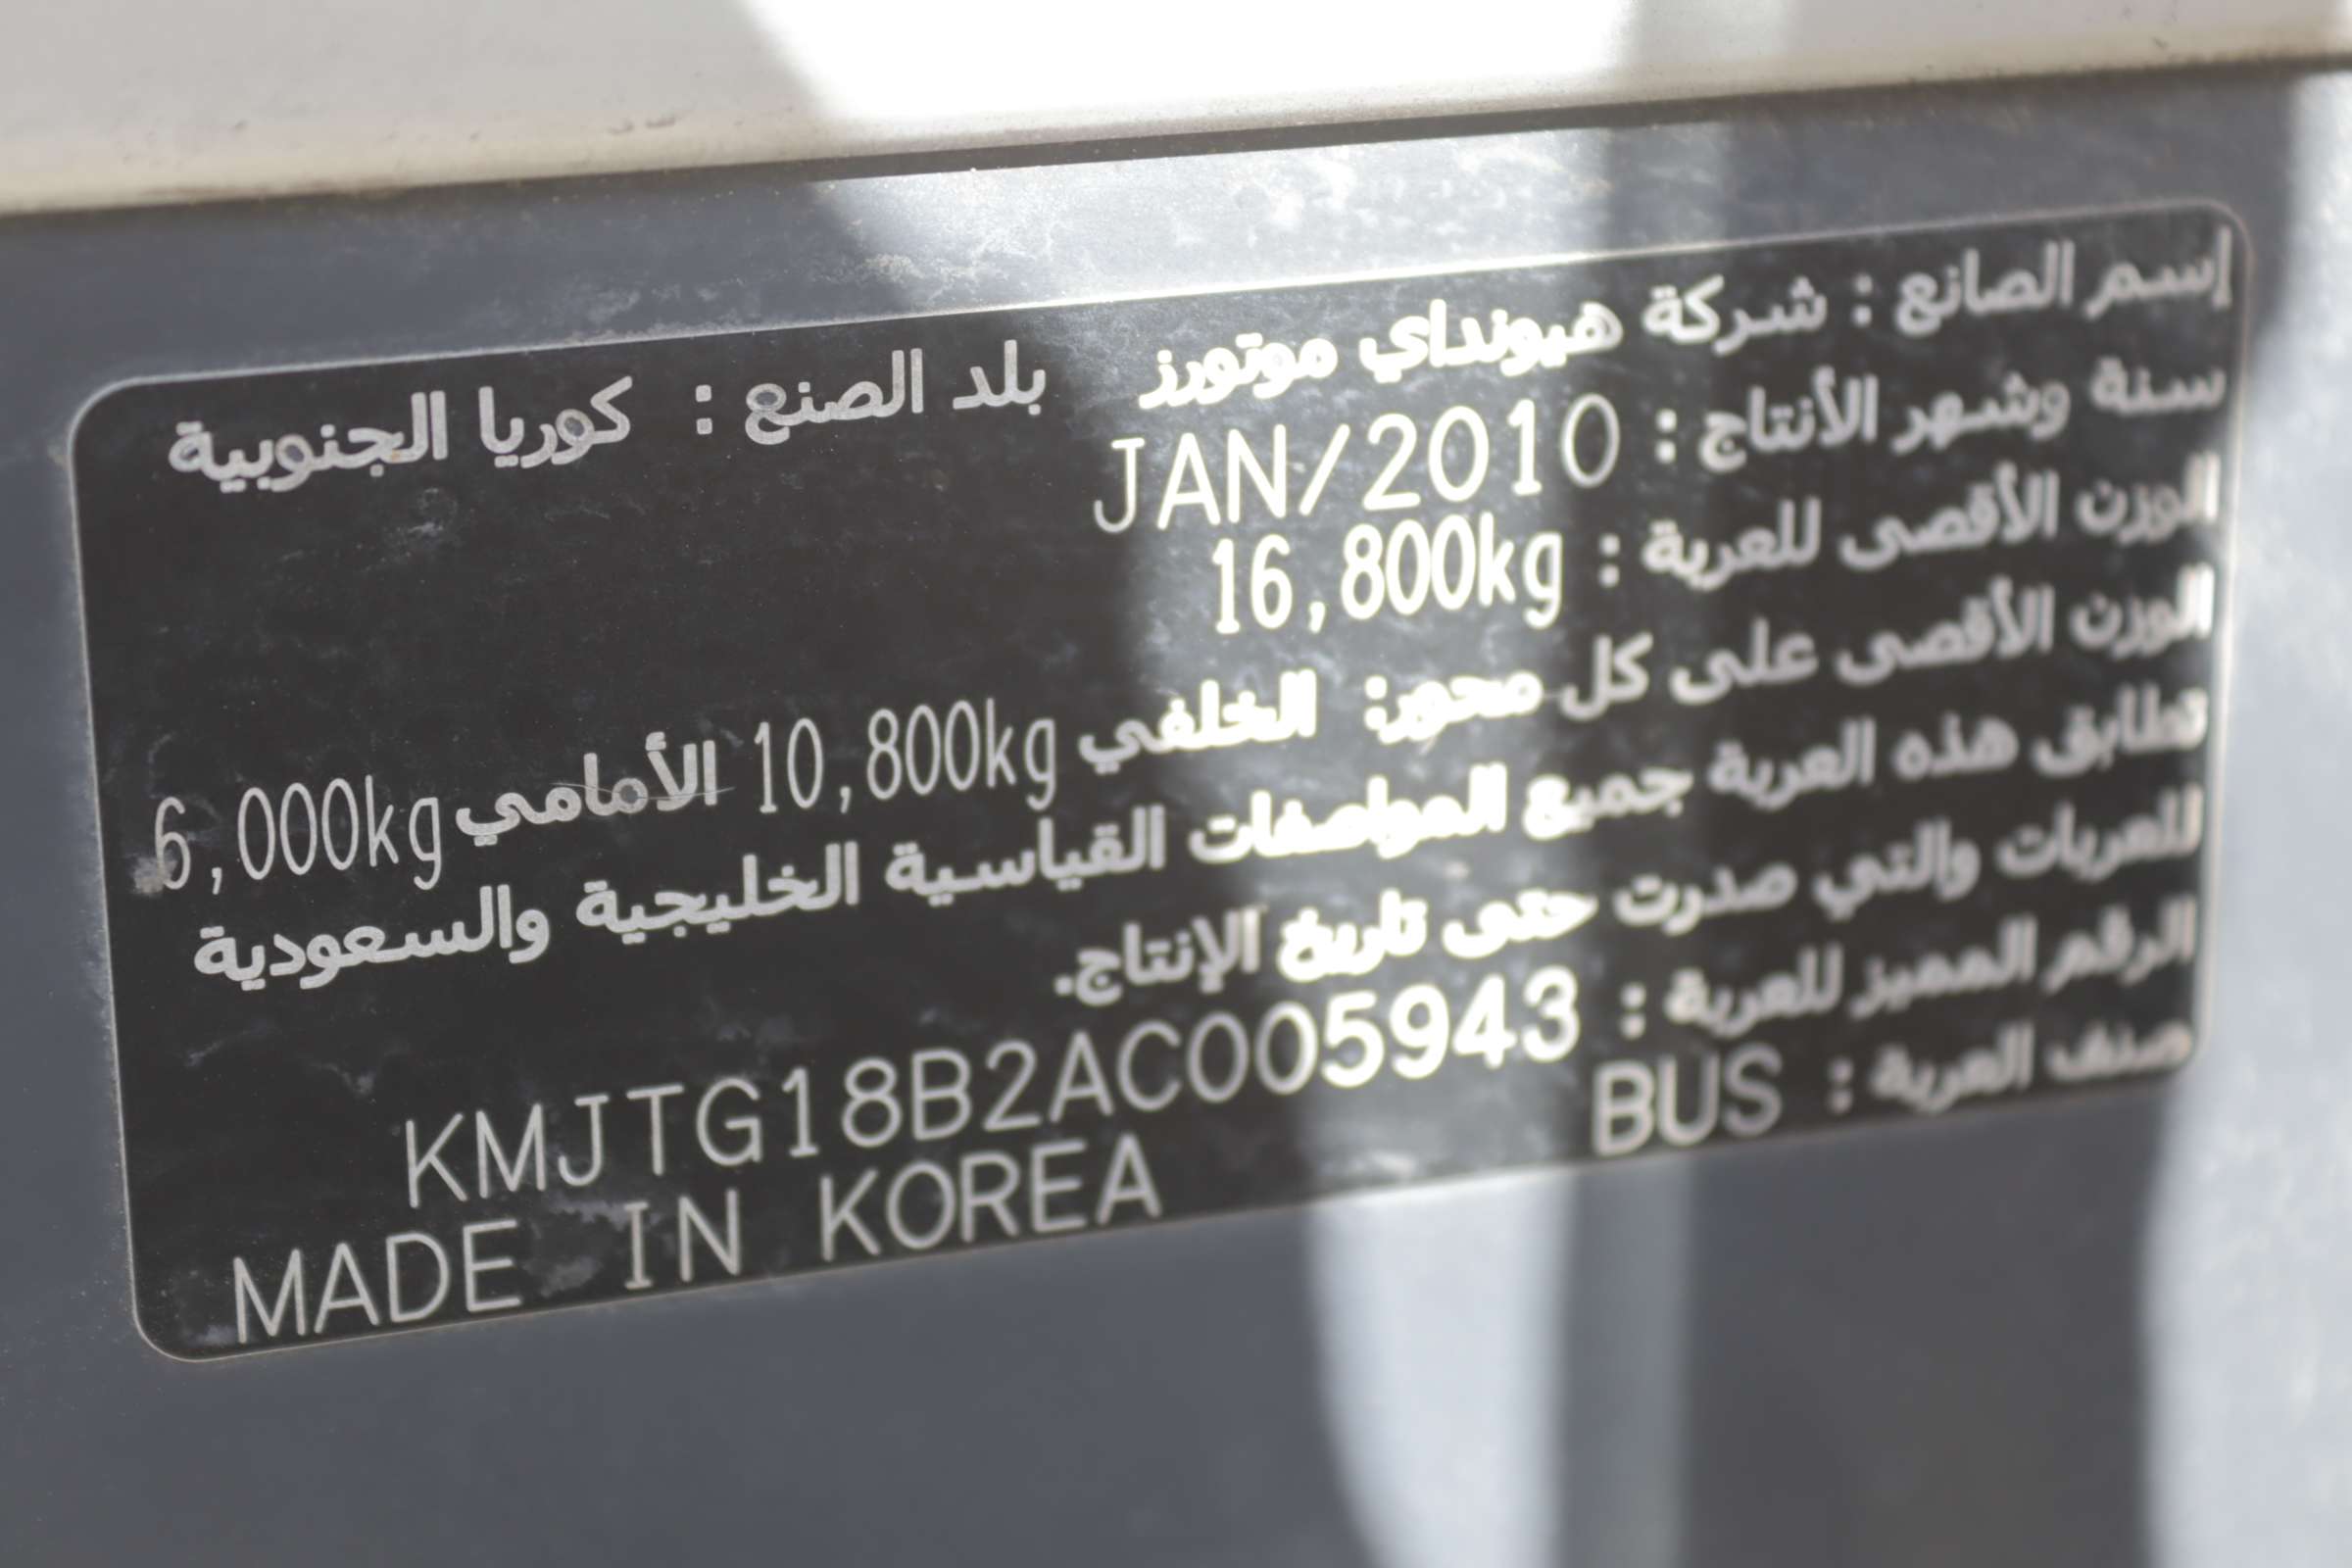 إسم الصانع : شركة هيونداي موتورز بلد الصنع : كوريا الجنوبية
سنة وشهر الأنتاج : JAN/2010
الوزن الأقصى للعربة : 16,800kg
الوزن الأقصى على كل محور: الخلفي 10,800kg الأمامي 6,000kg
تطابق هذه العربة جميع المواصفات القياسية الخليجية والسعودية
للعربات والتي صدرت حتى تاريخ الإنتاج.
الرقم المميز للعربة : KMJTG18B2AC005943
صنف العربة : BUS MADE IN KOREA